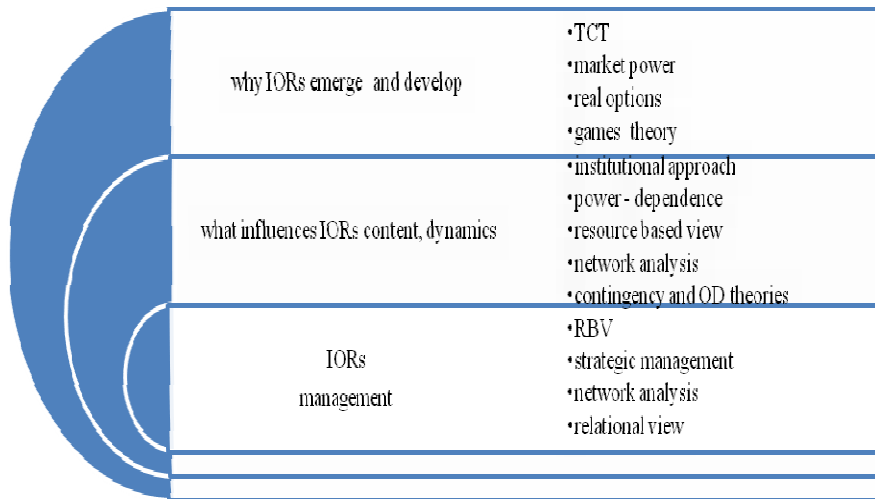 why IORs emerge and develop
•TCT
•market power
•real options
•games theory
what influences IORs content, dynamics
•institutional approach
•power - dependence
•resource based view
•network analysis
•contingency and OD theories
IORs
management
•RBV
•strategic management
•network analysis
•relational view